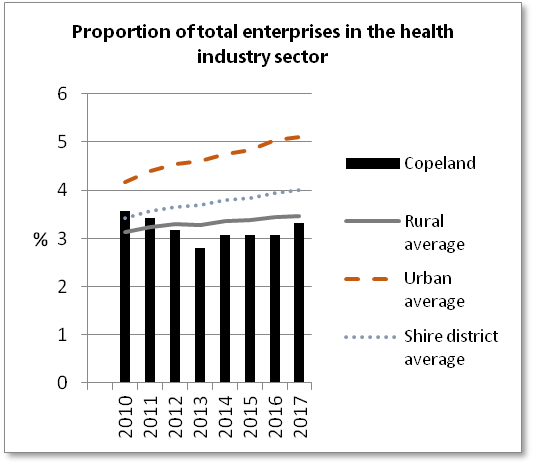 Proportion of total enterprises in the health
industry sector
6
5
4
3
2
1
0
%
2010
2011
2012
2013
2014
2015
2016
2017
Copeland
Rural
average
Urban
average
Shire district
average